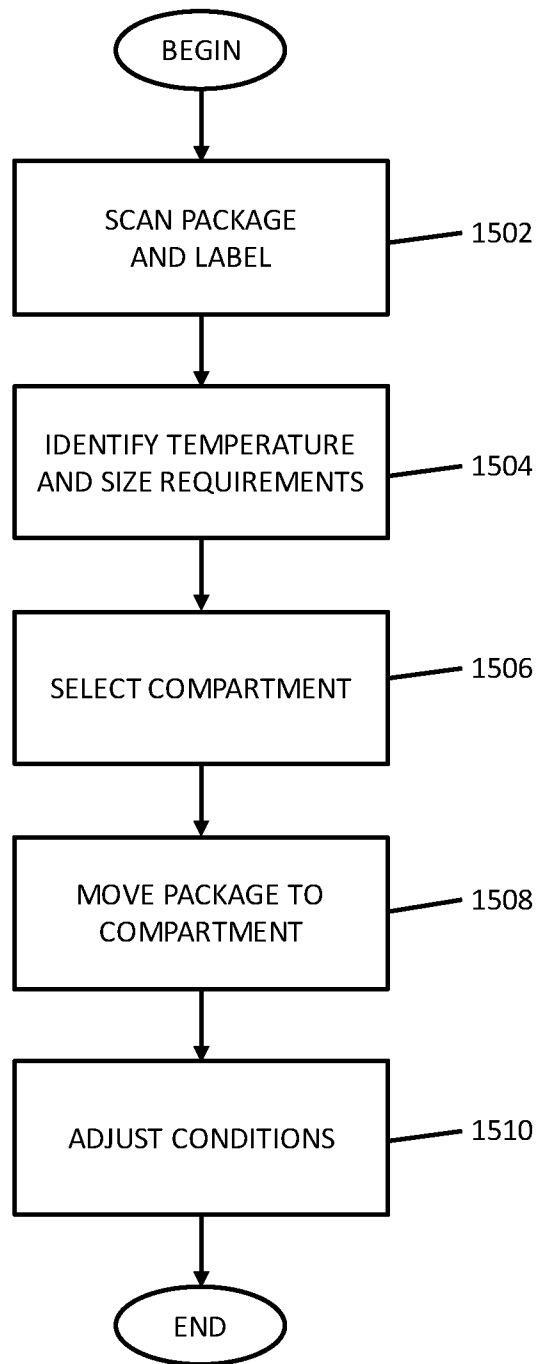 BEGIN
SCAN PACKAGE
AND LABEL
1502
IDENTIFY TEMPERATURE
AND SIZE REQUIREMENTS
1504
SELECT COMPARTMENT
1506
MOVE PACKAGE TO
COMPARTMENT
1508
ADJUST CONDITIONS
1510
END